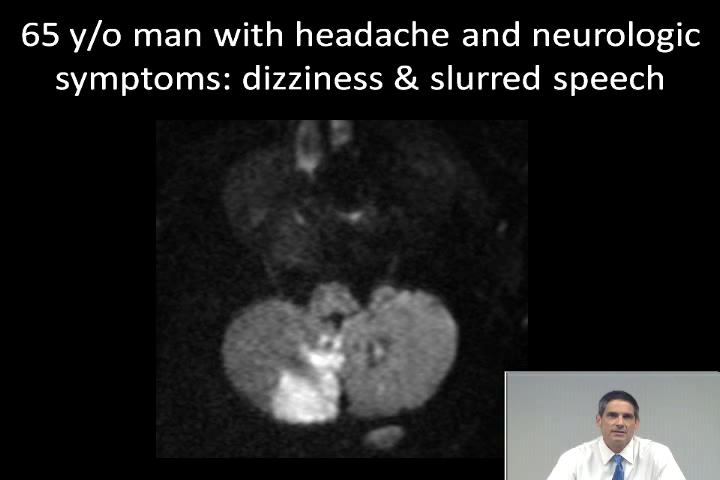 65 y/o man with headache and neurologic
symptoms: dizziness & slurred speech